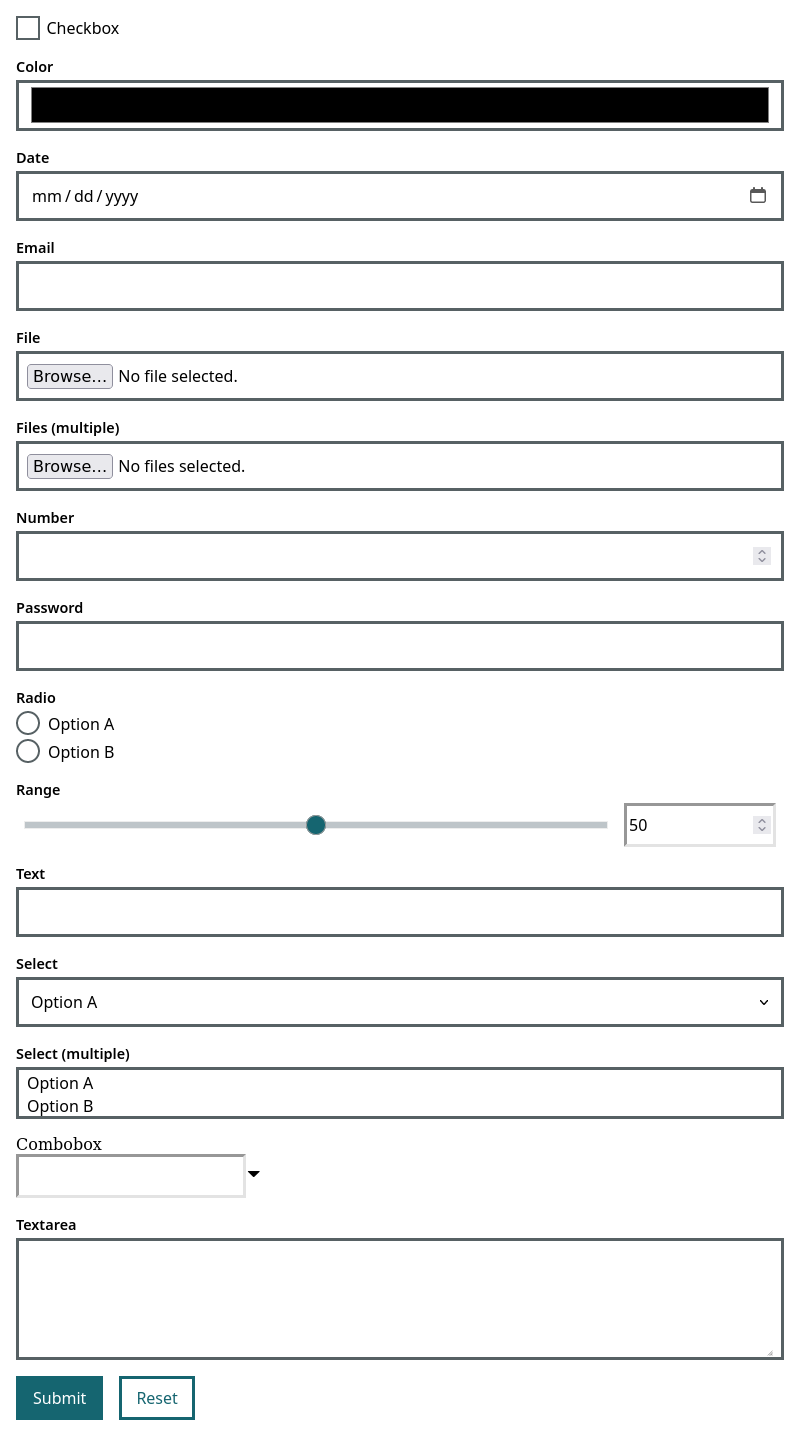 Checkbox
Color
Date
mm / dd / yyyy
Email
File
Browse… No file selected.
Files (multiple)
Browse… No files selected.
Number
Password
Radio
Option A
Option B
Range
50
Text
Select
Option A
Select (multiple)
Option A
Option B
Combobox
Textarea
Submit Reset